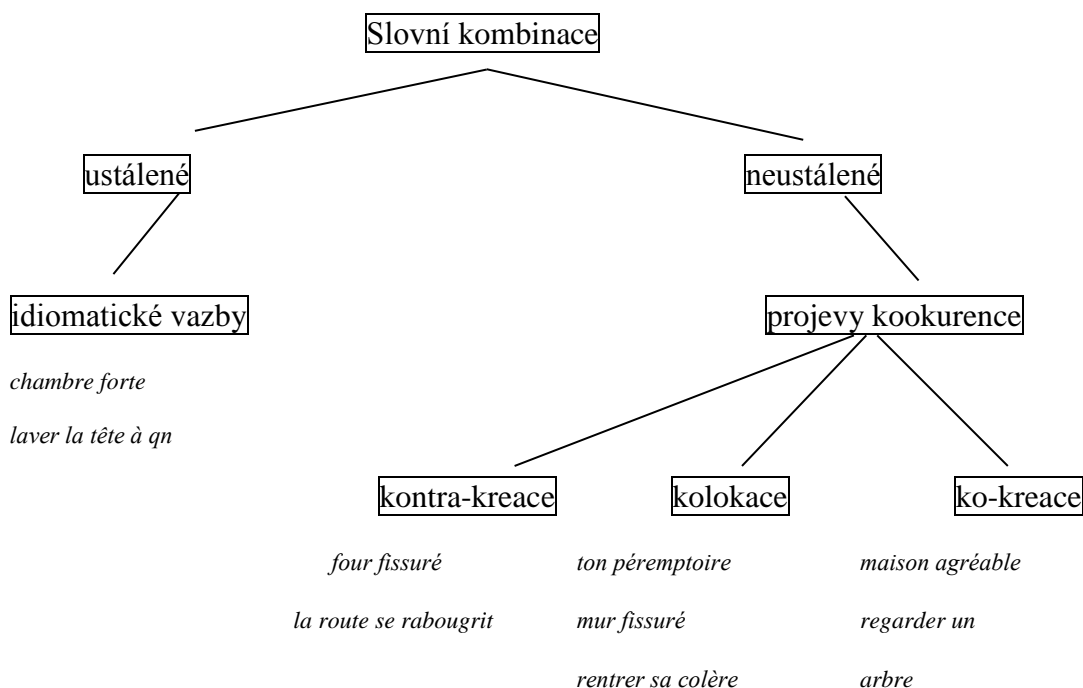 Slovní kombinace
ustálené
neustálené
idiomatické vazby
projevy kookurence
chambre forte
laver la tête à qn
kontra-kreace
kolokace
ko-kreace
four fissuré
ton péremptoire
maison agréable
la route se rabougrit
mur fissuré
regarder un
rentrer sa colère
arbre